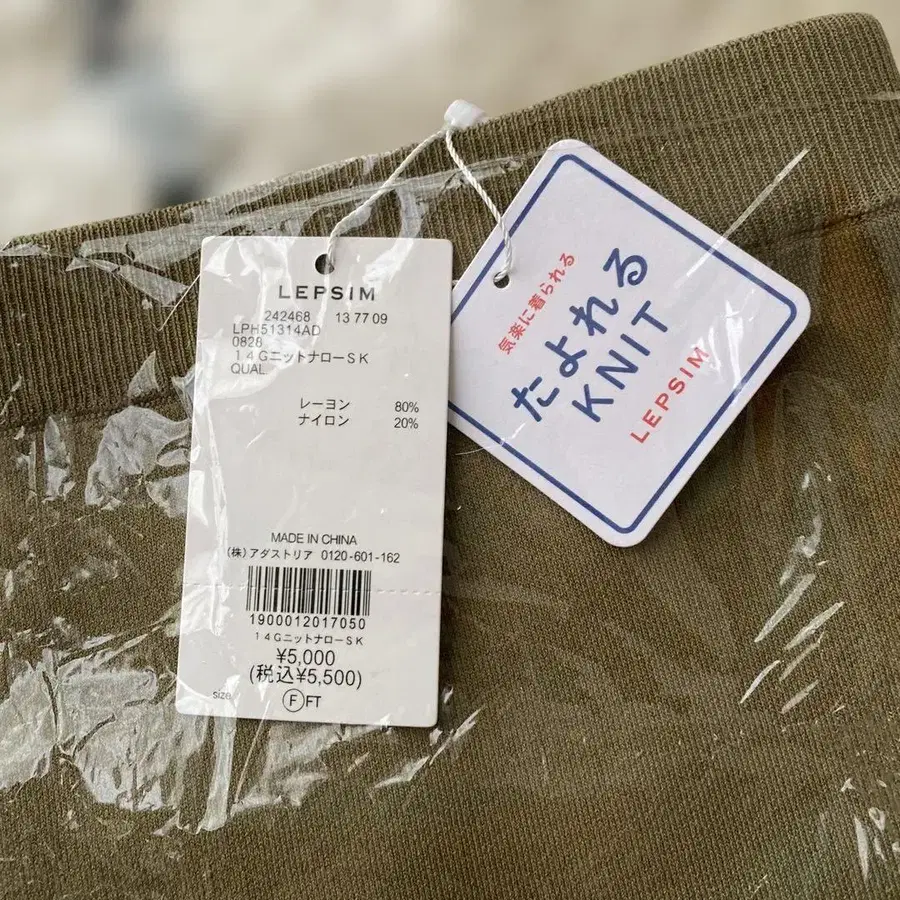 LEPSIM
242468 13 77 09
LPH51314AD
0828
14GニットナローSK
QUAL.
レーヨン 80%
ナイロン 20%
MADE IN CHINA
(株)アダストリア 0120-601-162
1900012017050
14GニットナローSK
¥5,000
(税込¥5,500)
size
F FT
気楽に着られる
たよれる
KNIT
LEPSIM